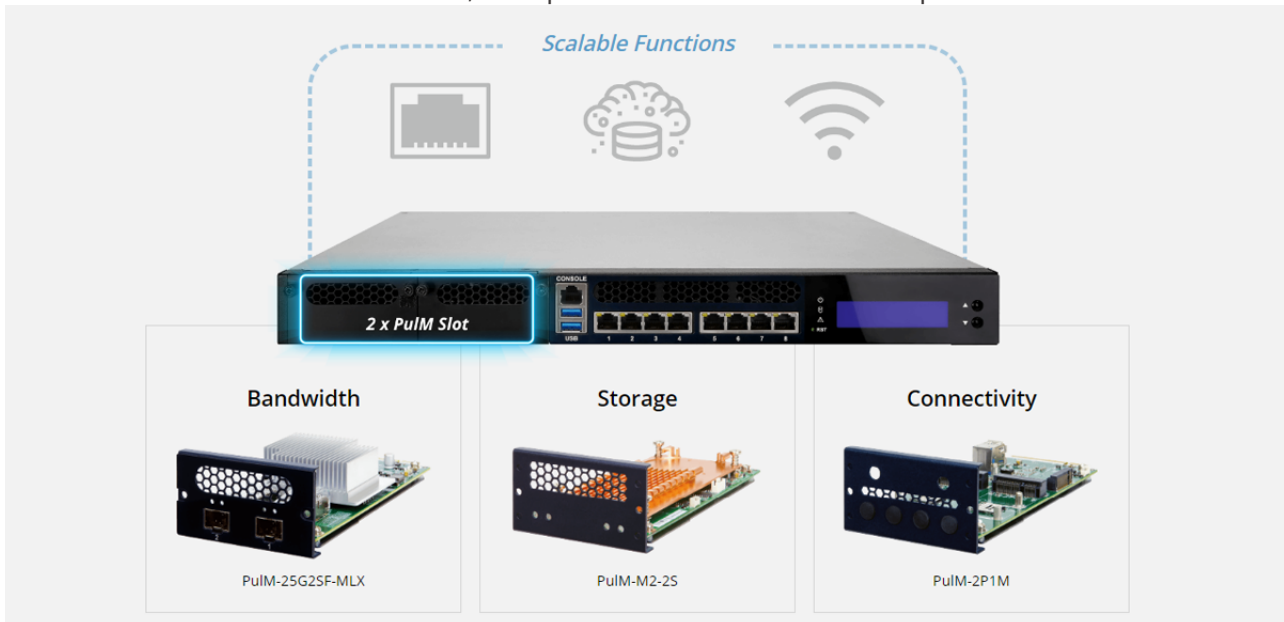 Scalable Functions
CONSOLE
2 x PulM Slot
USB
1 2 3 4 5 6 7 8
RST
Bandwidth
Storage
Connectivity
PulM-25G2SF-MLX
PulM-M2-2S
PulM-2P1M